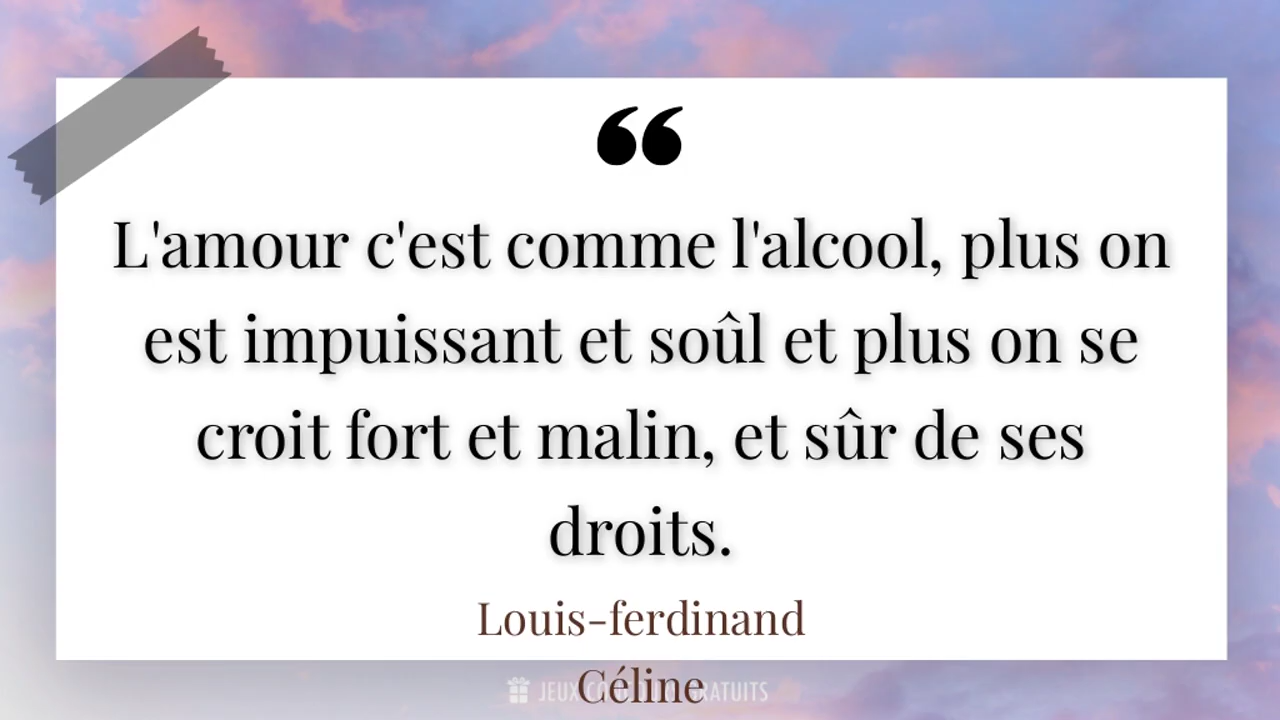 “
L'amour c'est comme l'alcool, plus on
est impuissant et soûl et plus on se
croit fort et malin, et sûr de ses
droits.
Louis-ferdinand
Céline
JEUX CONCOURS GRATUITS